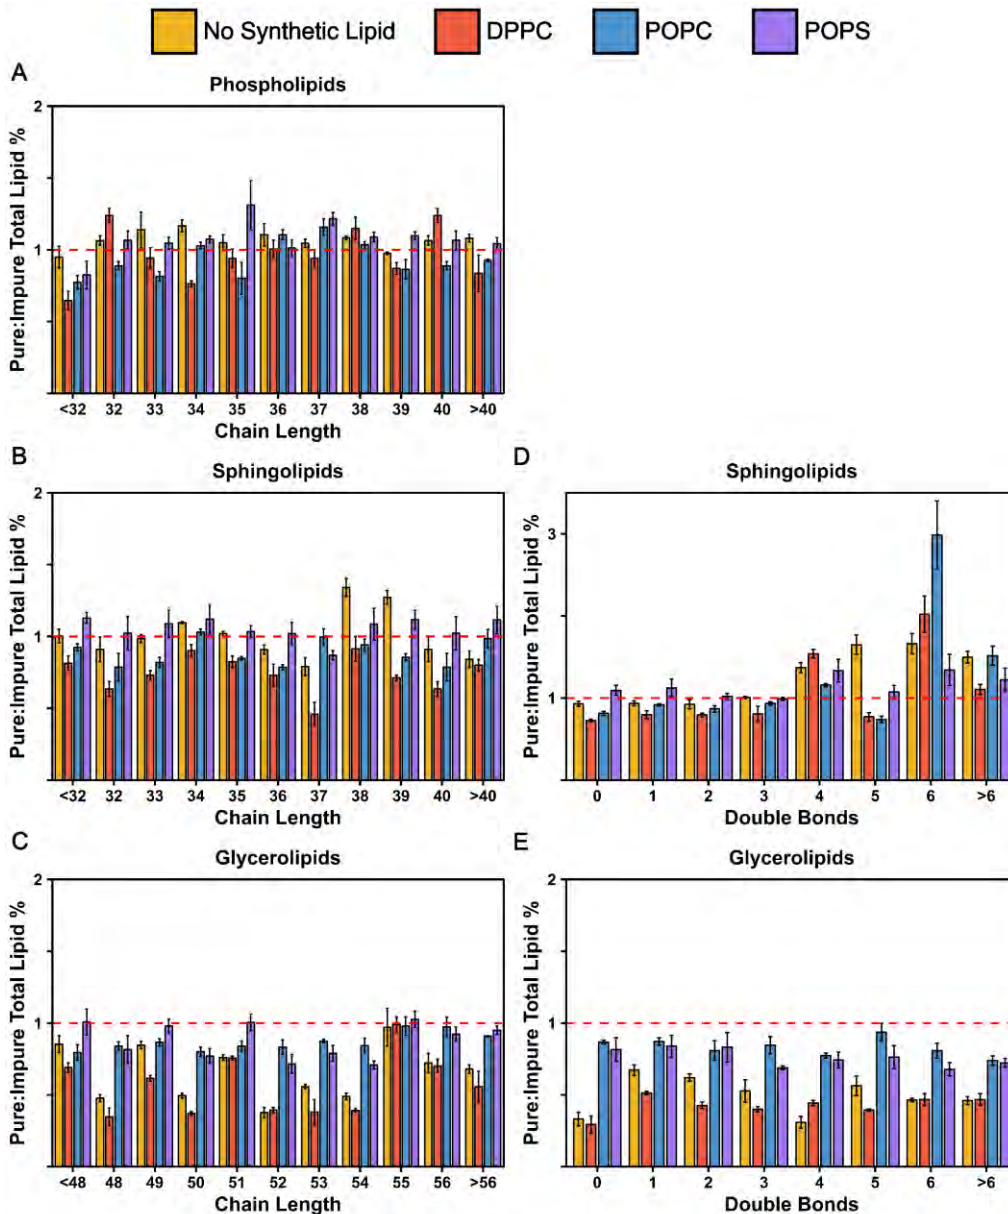 No Synthetic Lipid DPPC POPC POPS
A
Phospholipids
Pure:Impure Total Lipid %
2
1
<32 32 33 34 35 36 37 38 39 40 >40
Chain Length
B
Sphingolipids
Pure:Impure Total Lipid %
2
1
<32 32 33 34 35 36 37 38 39 40 >40
Chain Length
D
Sphingolipids
Pure:Impure Total Lipid %
3
1
0 1 2 3 4 5 6 >6
Double Bonds
C
Glycerolipids
Pure:Impure Total Lipid %
2
1
<48 48 49 50 51 52 53 54 55 56 >56
Chain Length
E
Glycerolipids
Pure:Impure Total Lipid %
2
1
0 1 2 3 4 5 6 >6
Double Bonds